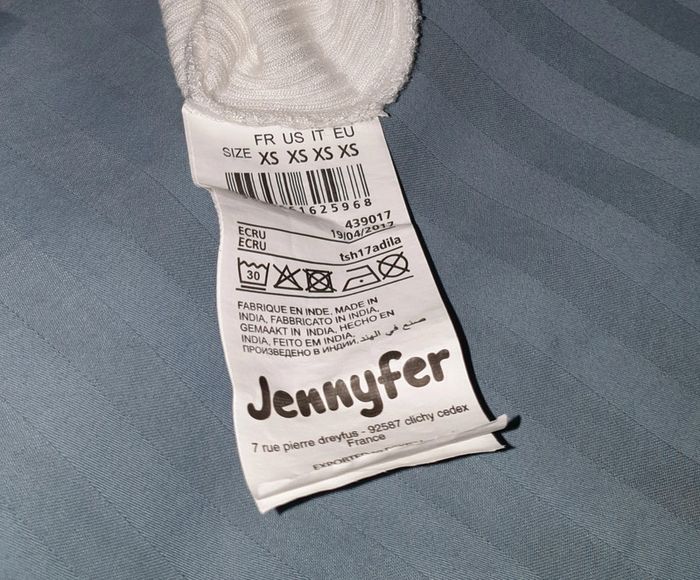 FR US IT EU
SIZE XS XS XS XS
51625968
439017
ECRU 19/04/2017
ECRU
tsh17adila
30
FABRIQUE EN INDE, MADE IN
INDIA, FABBRICATO IN INDIA,
GEMAAKT IN INDIA, HECHO EN
INDIA, FEITO EM INDIA, صنع في الهند
ПРОИЗВЕДЕНО В ИНДИИ.
Jennyfer
7 rue pierre dreyfus - 92587 clichy cedex
France